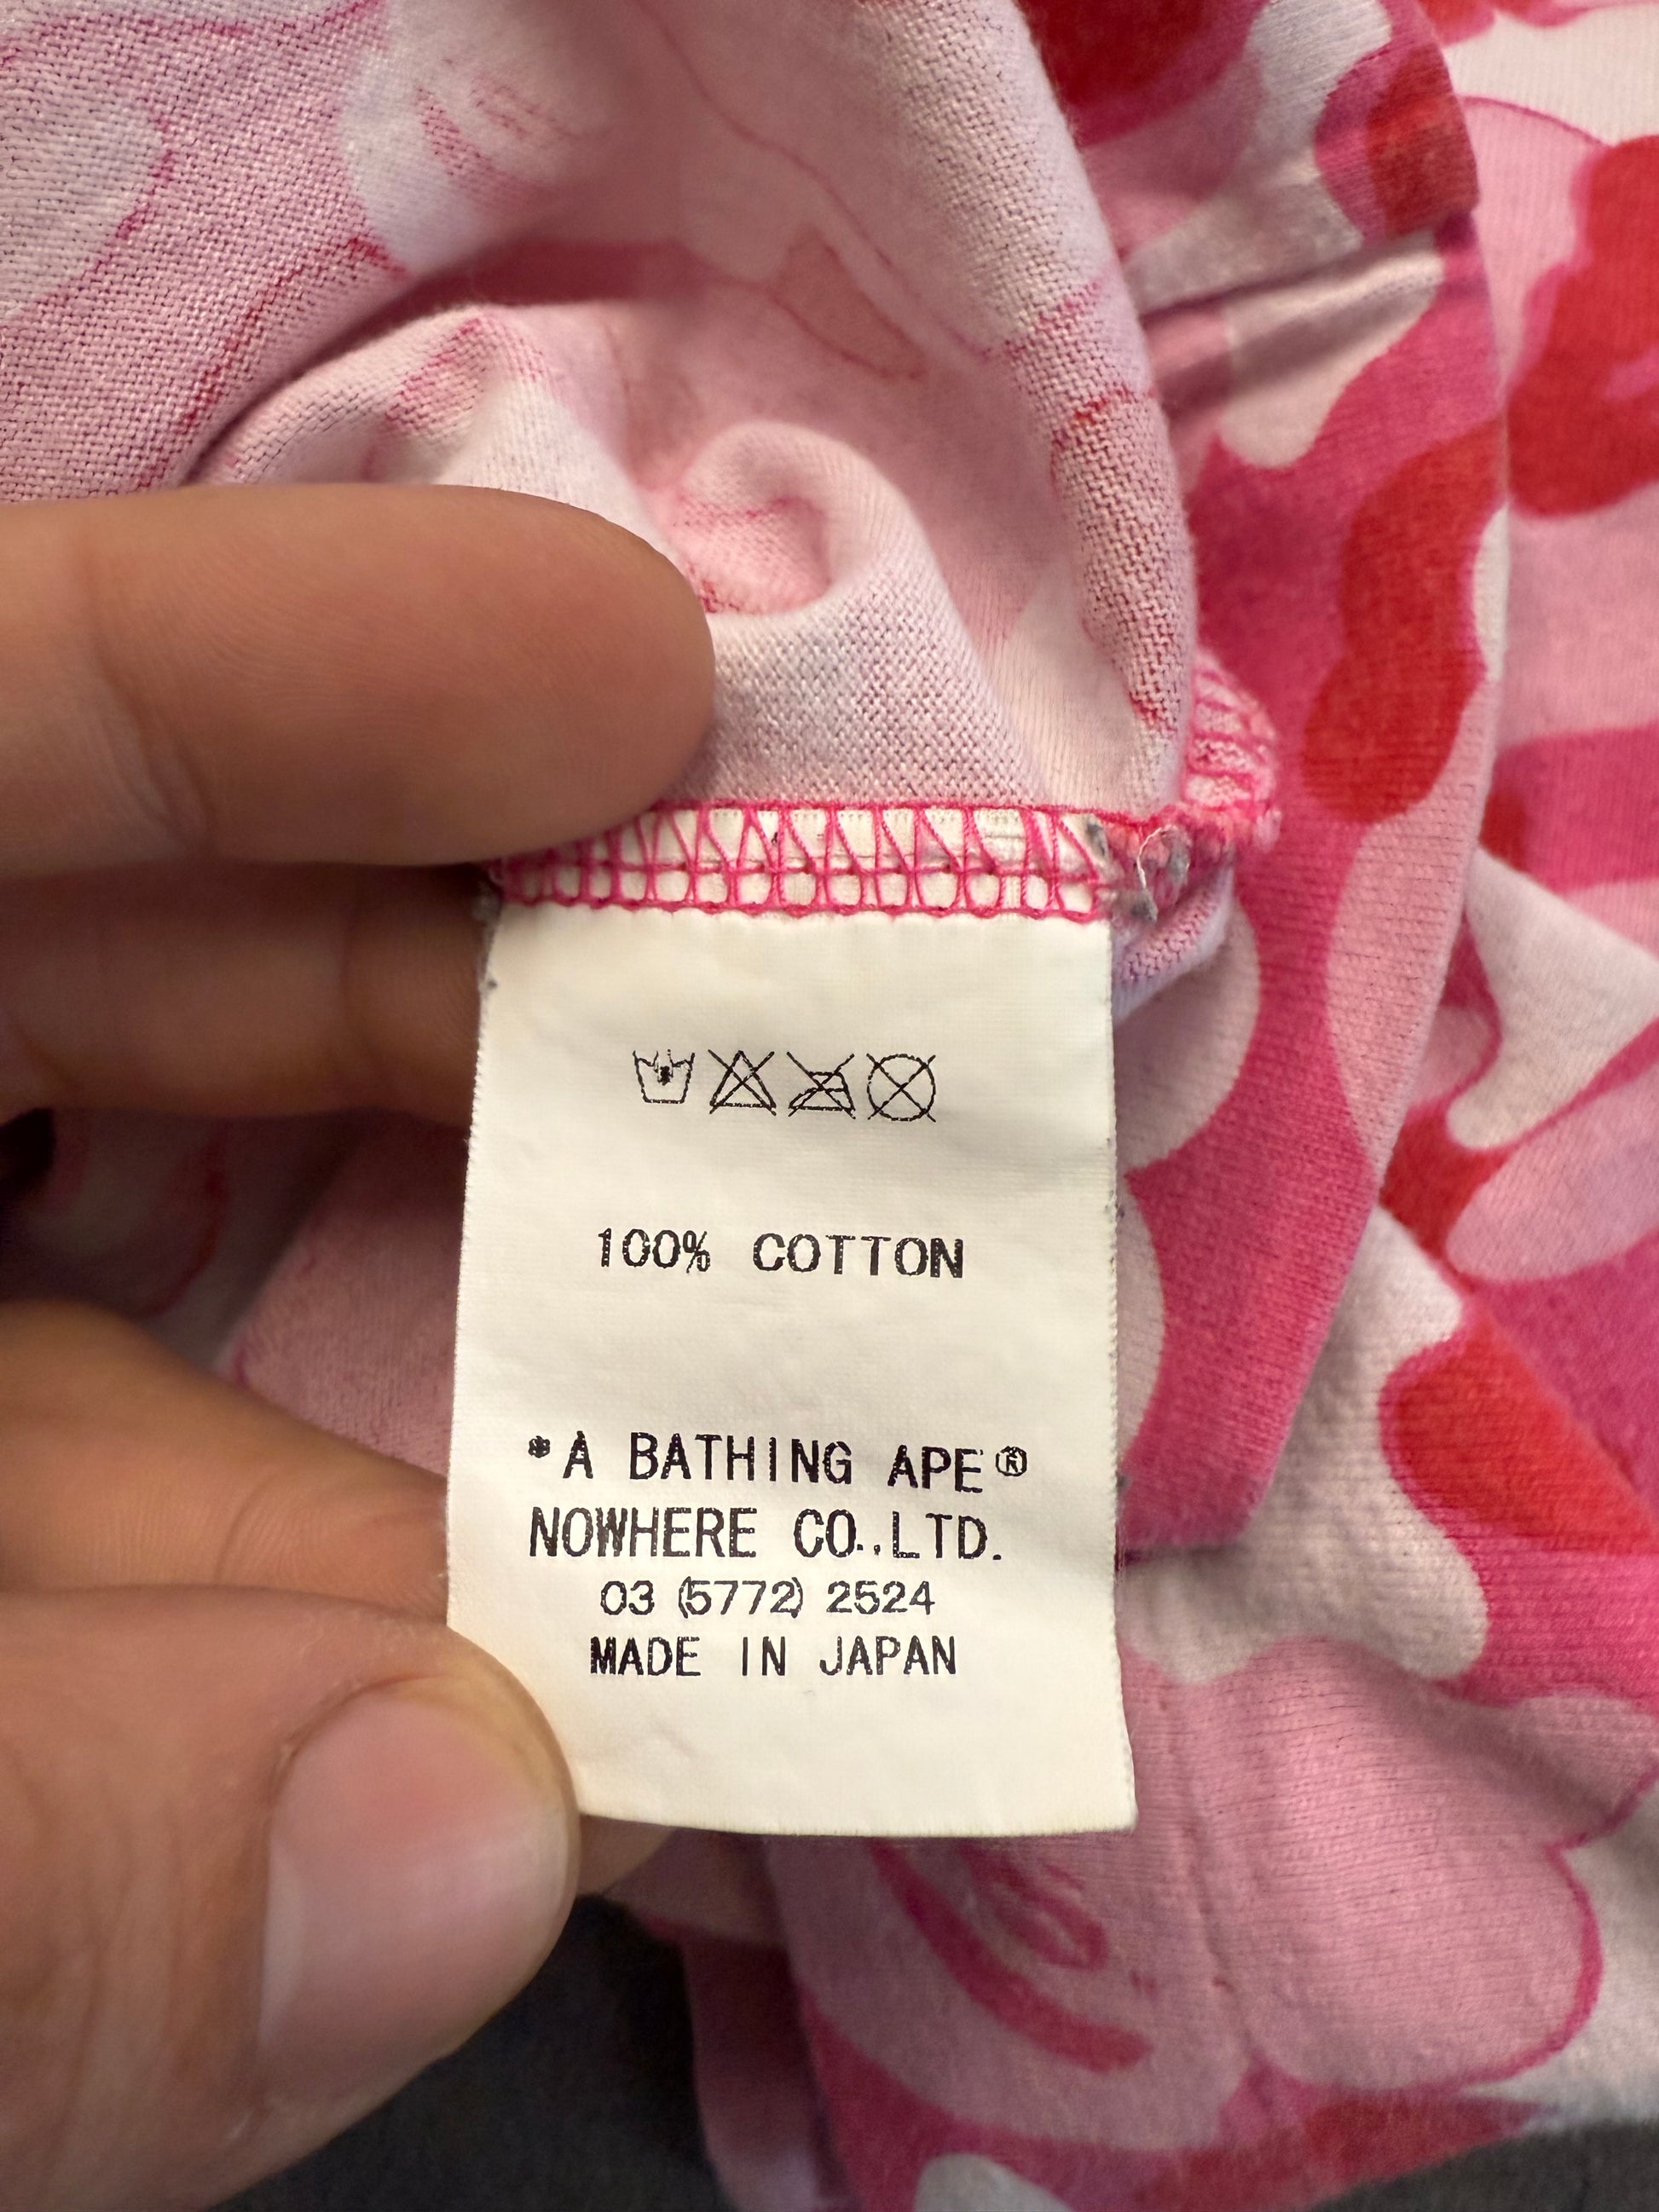 100% COTTON
*A BATHING APE®
NOWHERE CO.,LTD.
03 (5772) 2524
MADE IN JAPAN